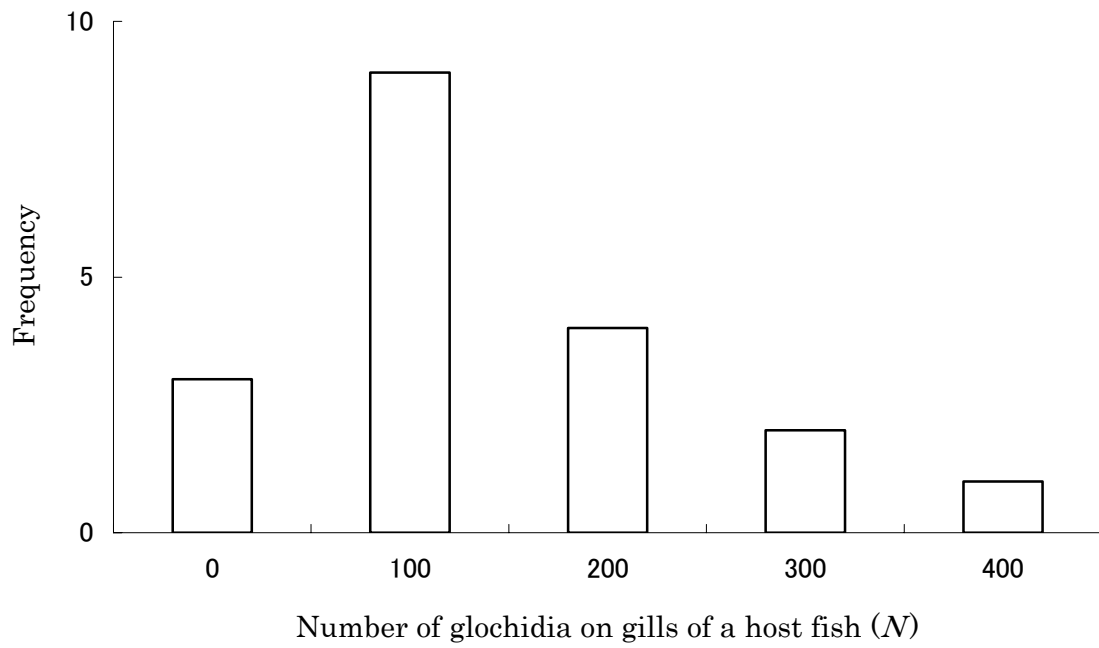 10
5
0
Frequency
0 100 200 300 400
Number of glochidia on gills of a host fish (N)